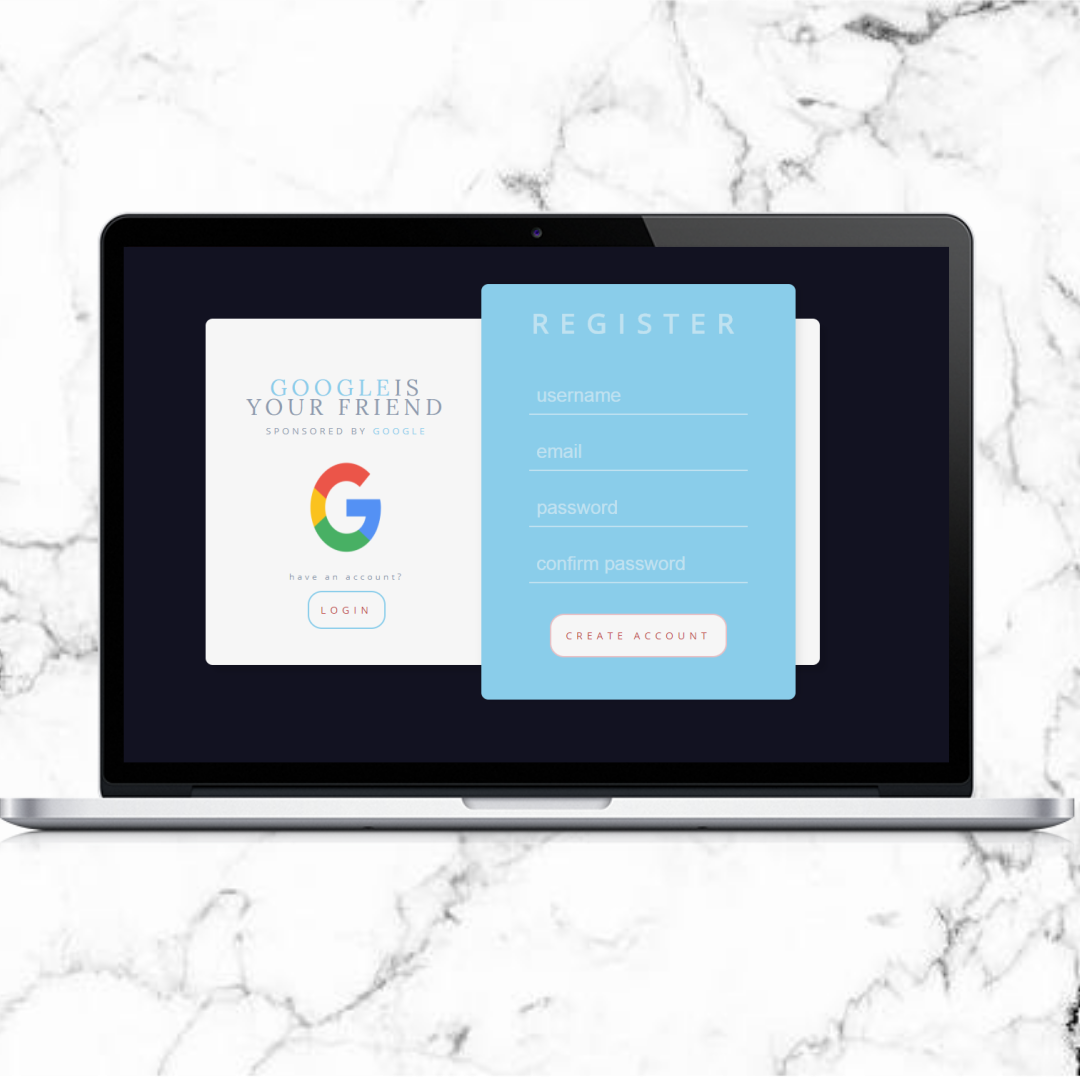 GOOGLEIS
YOUR FRIEND
SPONSORED BY GOOGLE
have an account?
LOGIN
REGISTER
username
email
password
confirm password
CREATE ACCOUNT